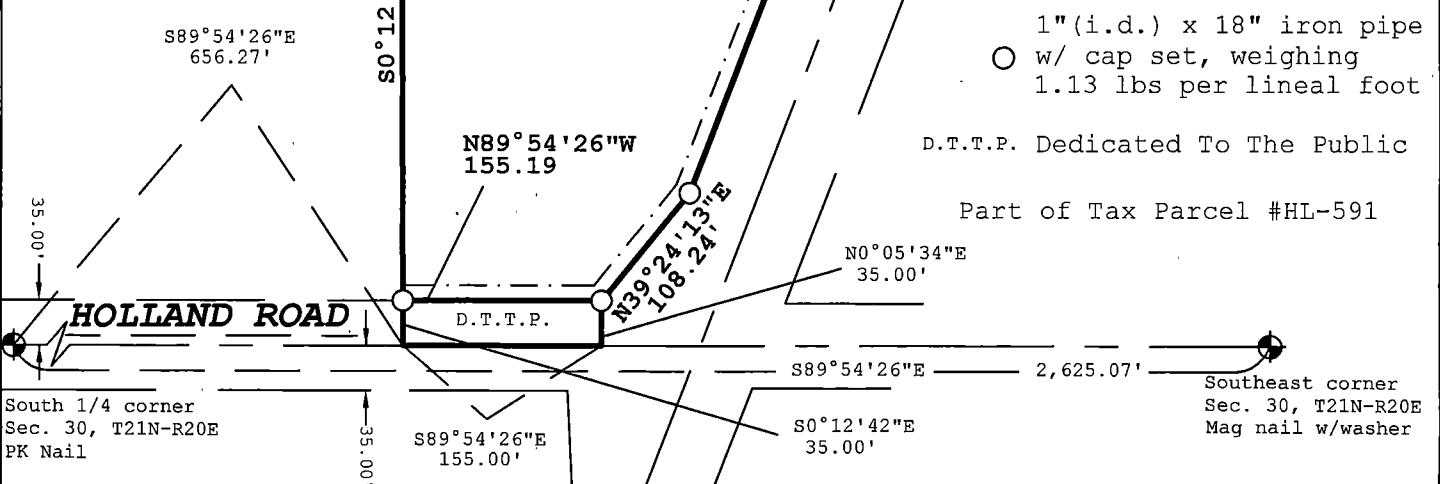 S89°54'26"E
656.27'
S0°12
1"(i.d.) x 18" iron pipe
w/ cap set, weighing
1.13 lbs per lineal foot
N89°54'26"W
155.19
D.T.T.P. Dedicated To The Public
Part of Tax Parcel #HL-591
35.00'
N39°24'13"E
108.24'
N0°05'34"E
35.00'
HOLLAND ROAD
D.T.T.P.
S89°54'26"E 2,625.07'
South 1/4 corner
Sec. 30, T21N-R20E
PK Nail
35.00'
S89°54'26"E
155.00'
S0°12'42"E
35.00'
Southeast corner
Sec. 30, T21N-R20E
Mag nail w/washer